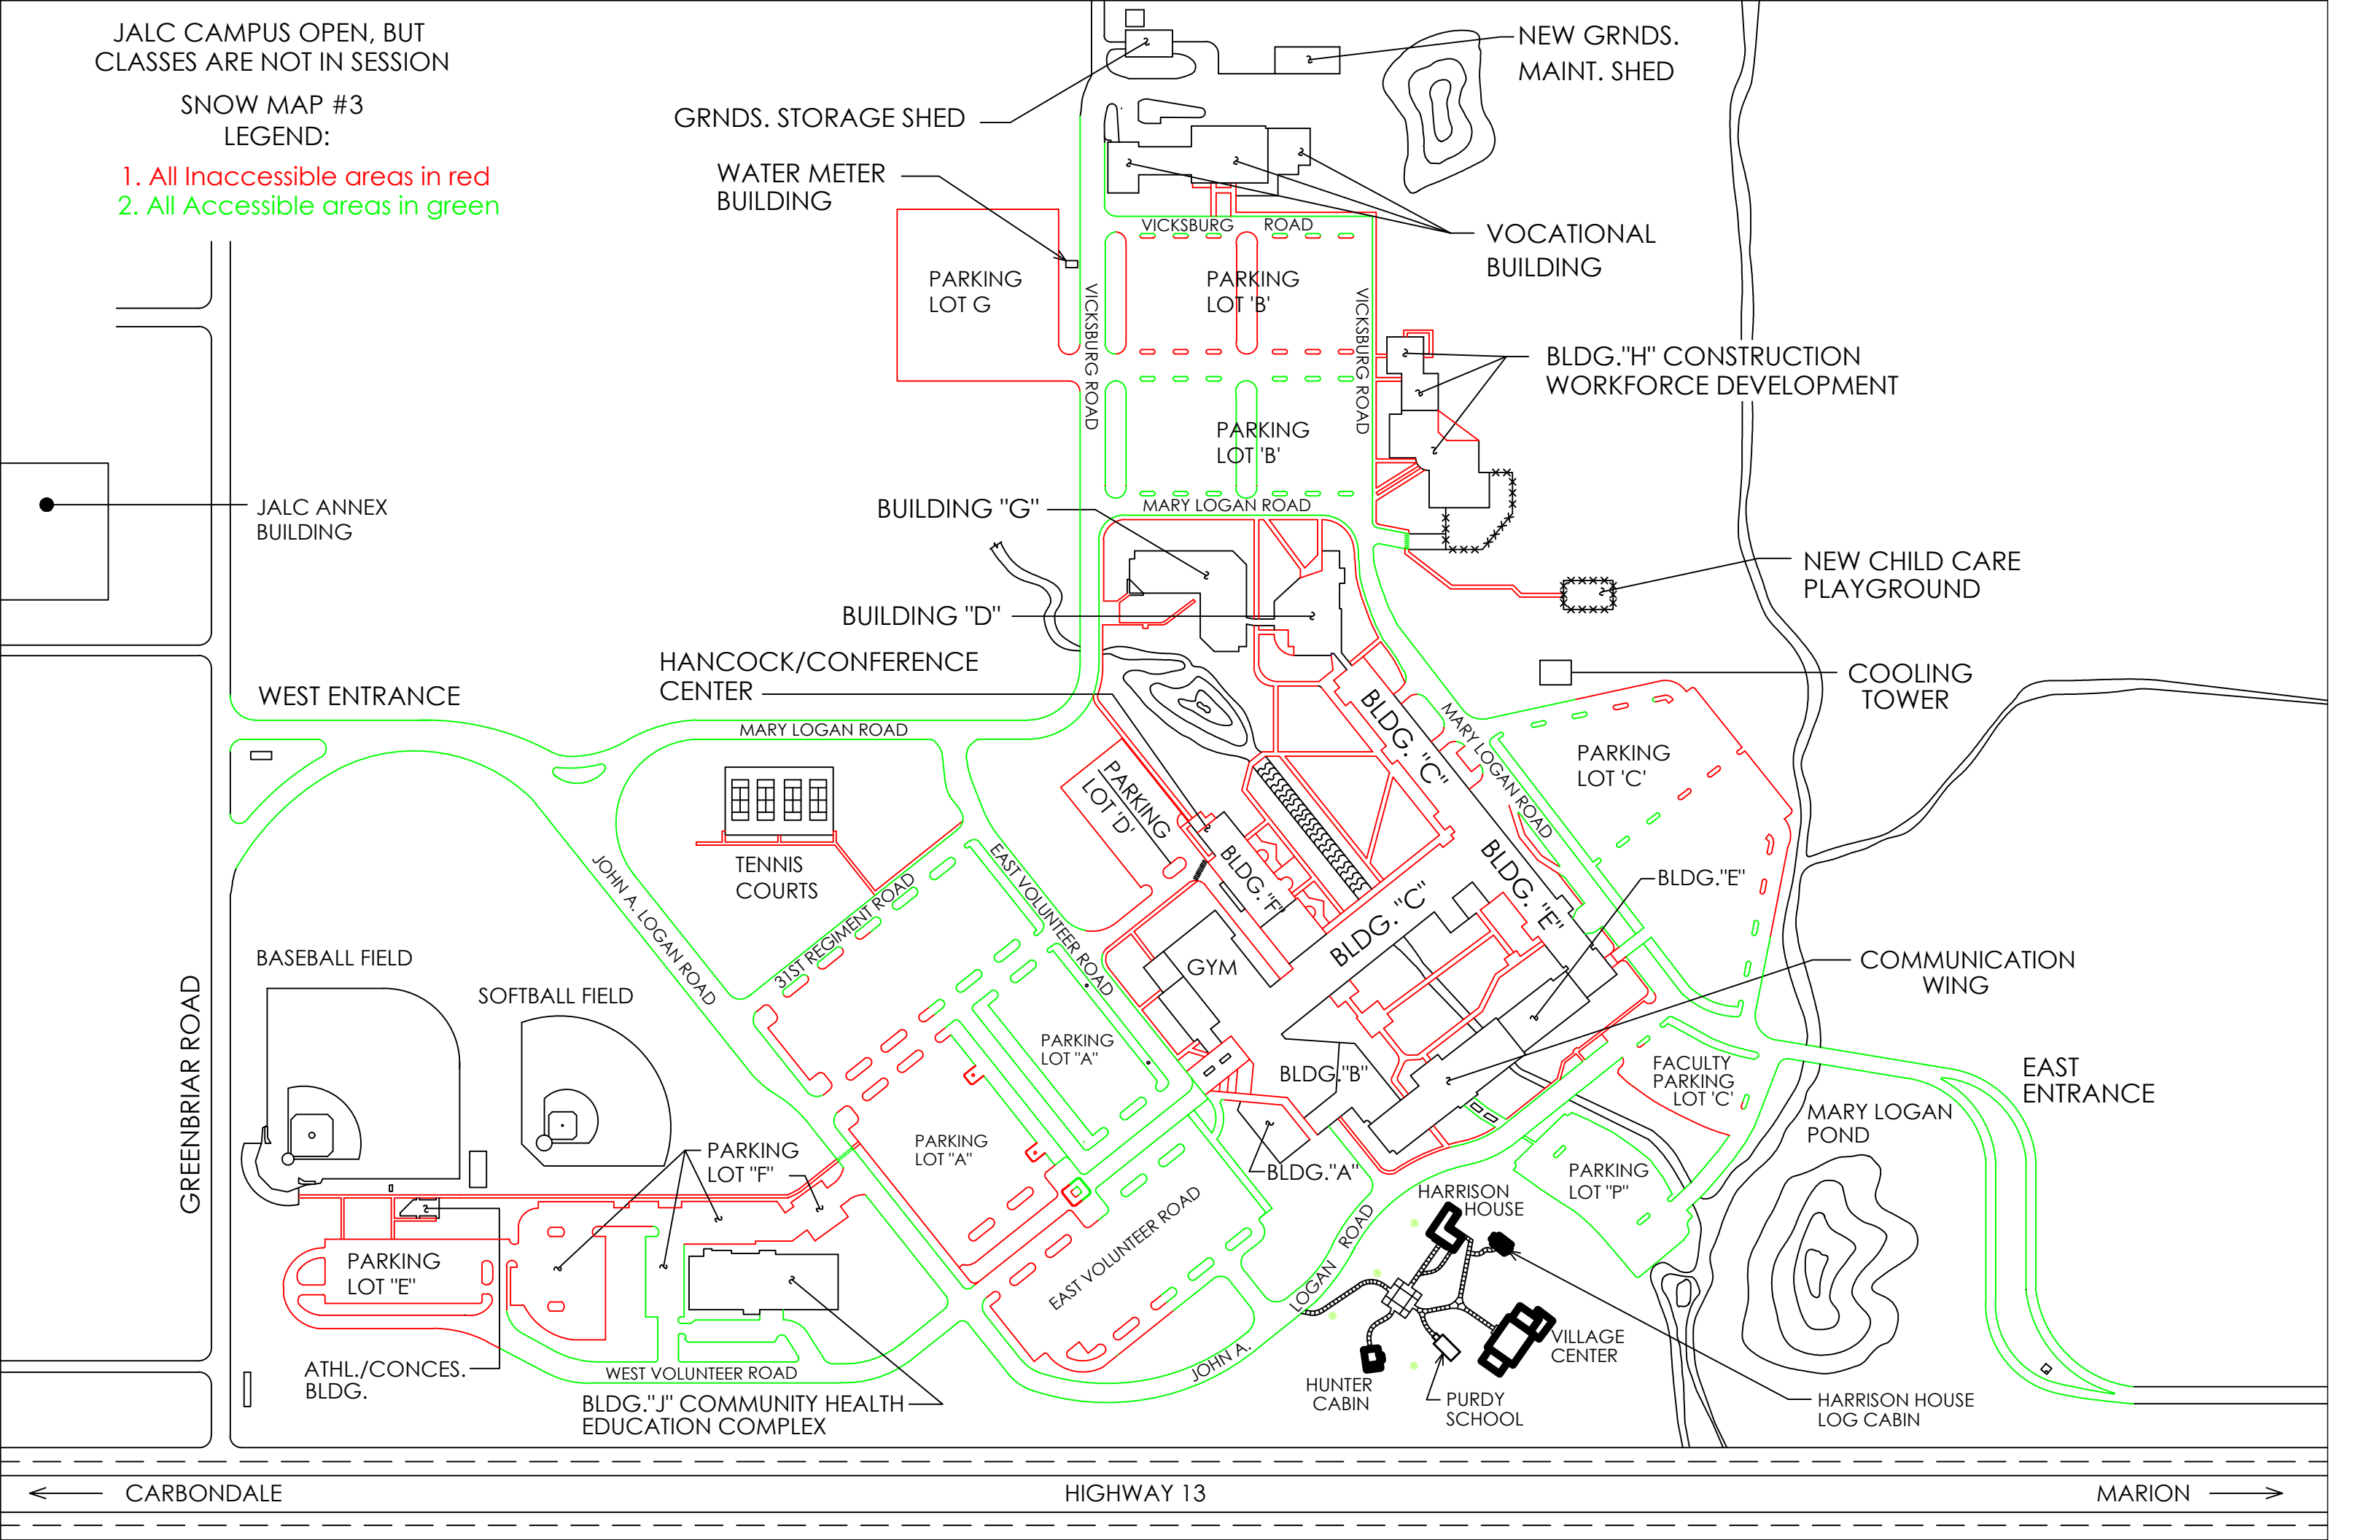 JALC CAMPUS OPEN, BUT
CLASSES ARE NOT IN SESSION
SNOW MAP #3
LEGEND:
1. All Inaccessible areas in red
2. All Accessible areas in green
NEW GRNDS.
MAINT. SHED
GRNDS. STORAGE SHED
WATER METER
BUILDING
VICKSBURG ROAD
VOCATIONAL
BUILDING
PARKING
LOT G
PARKING
LOT 'B'
VICKSBURG ROAD
VICKSBURG ROAD
BLDG."H" CONSTRUCTION
WORKFORCE DEVELOPMENT
PARKING
LOT 'B'
MARY LOGAN ROAD
BUILDING "G"
JALC ANNEX
BUILDING
NEW CHILD CARE
PLAYGROUND
BUILDING "D"
HANCOCK/CONFERENCE
CENTER
COOLING
TOWER
WEST ENTRANCE
MARY LOGAN ROAD
BLDG. "C"
MARY LOGAN ROAD
PARKING
LOT 'C'
PARKING
LOT 'D'
TENNIS
COURTS
JOHN A. LOGAN ROAD
31ST REGIMENT ROAD
EAST VOLUNTEER ROAD
BLDG. "F"
BLDG. "C"
BLDG. "E"
BLDG."E"
GYM
COMMUNICATION
WING
BASEBALL FIELD
SOFTBALL FIELD
GREENBRIAR ROAD
PARKING
LOT "A"
BLDG."B"
FACULTY
PARKING
LOT 'C'
EAST
ENTRANCE
MARY LOGAN
POND
PARKING
LOT "A"
PARKING
LOT "F"
BLDG."A"
PARKING
LOT "P"
HARRISON
HOUSE
EAST VOLUNTEER ROAD
JOHN A. LOGAN ROAD
PARKING
LOT "E"
VILLAGE
CENTER
ATHL./CONCES.
BLDG.
WEST VOLUNTEER ROAD
BLDG."J" COMMUNITY HEALTH
EDUCATION COMPLEX
HUNTER
CABIN
PURDY
SCHOOL
HARRISON HOUSE
LOG CABIN
CARBONDALE
HIGHWAY 13
MARION